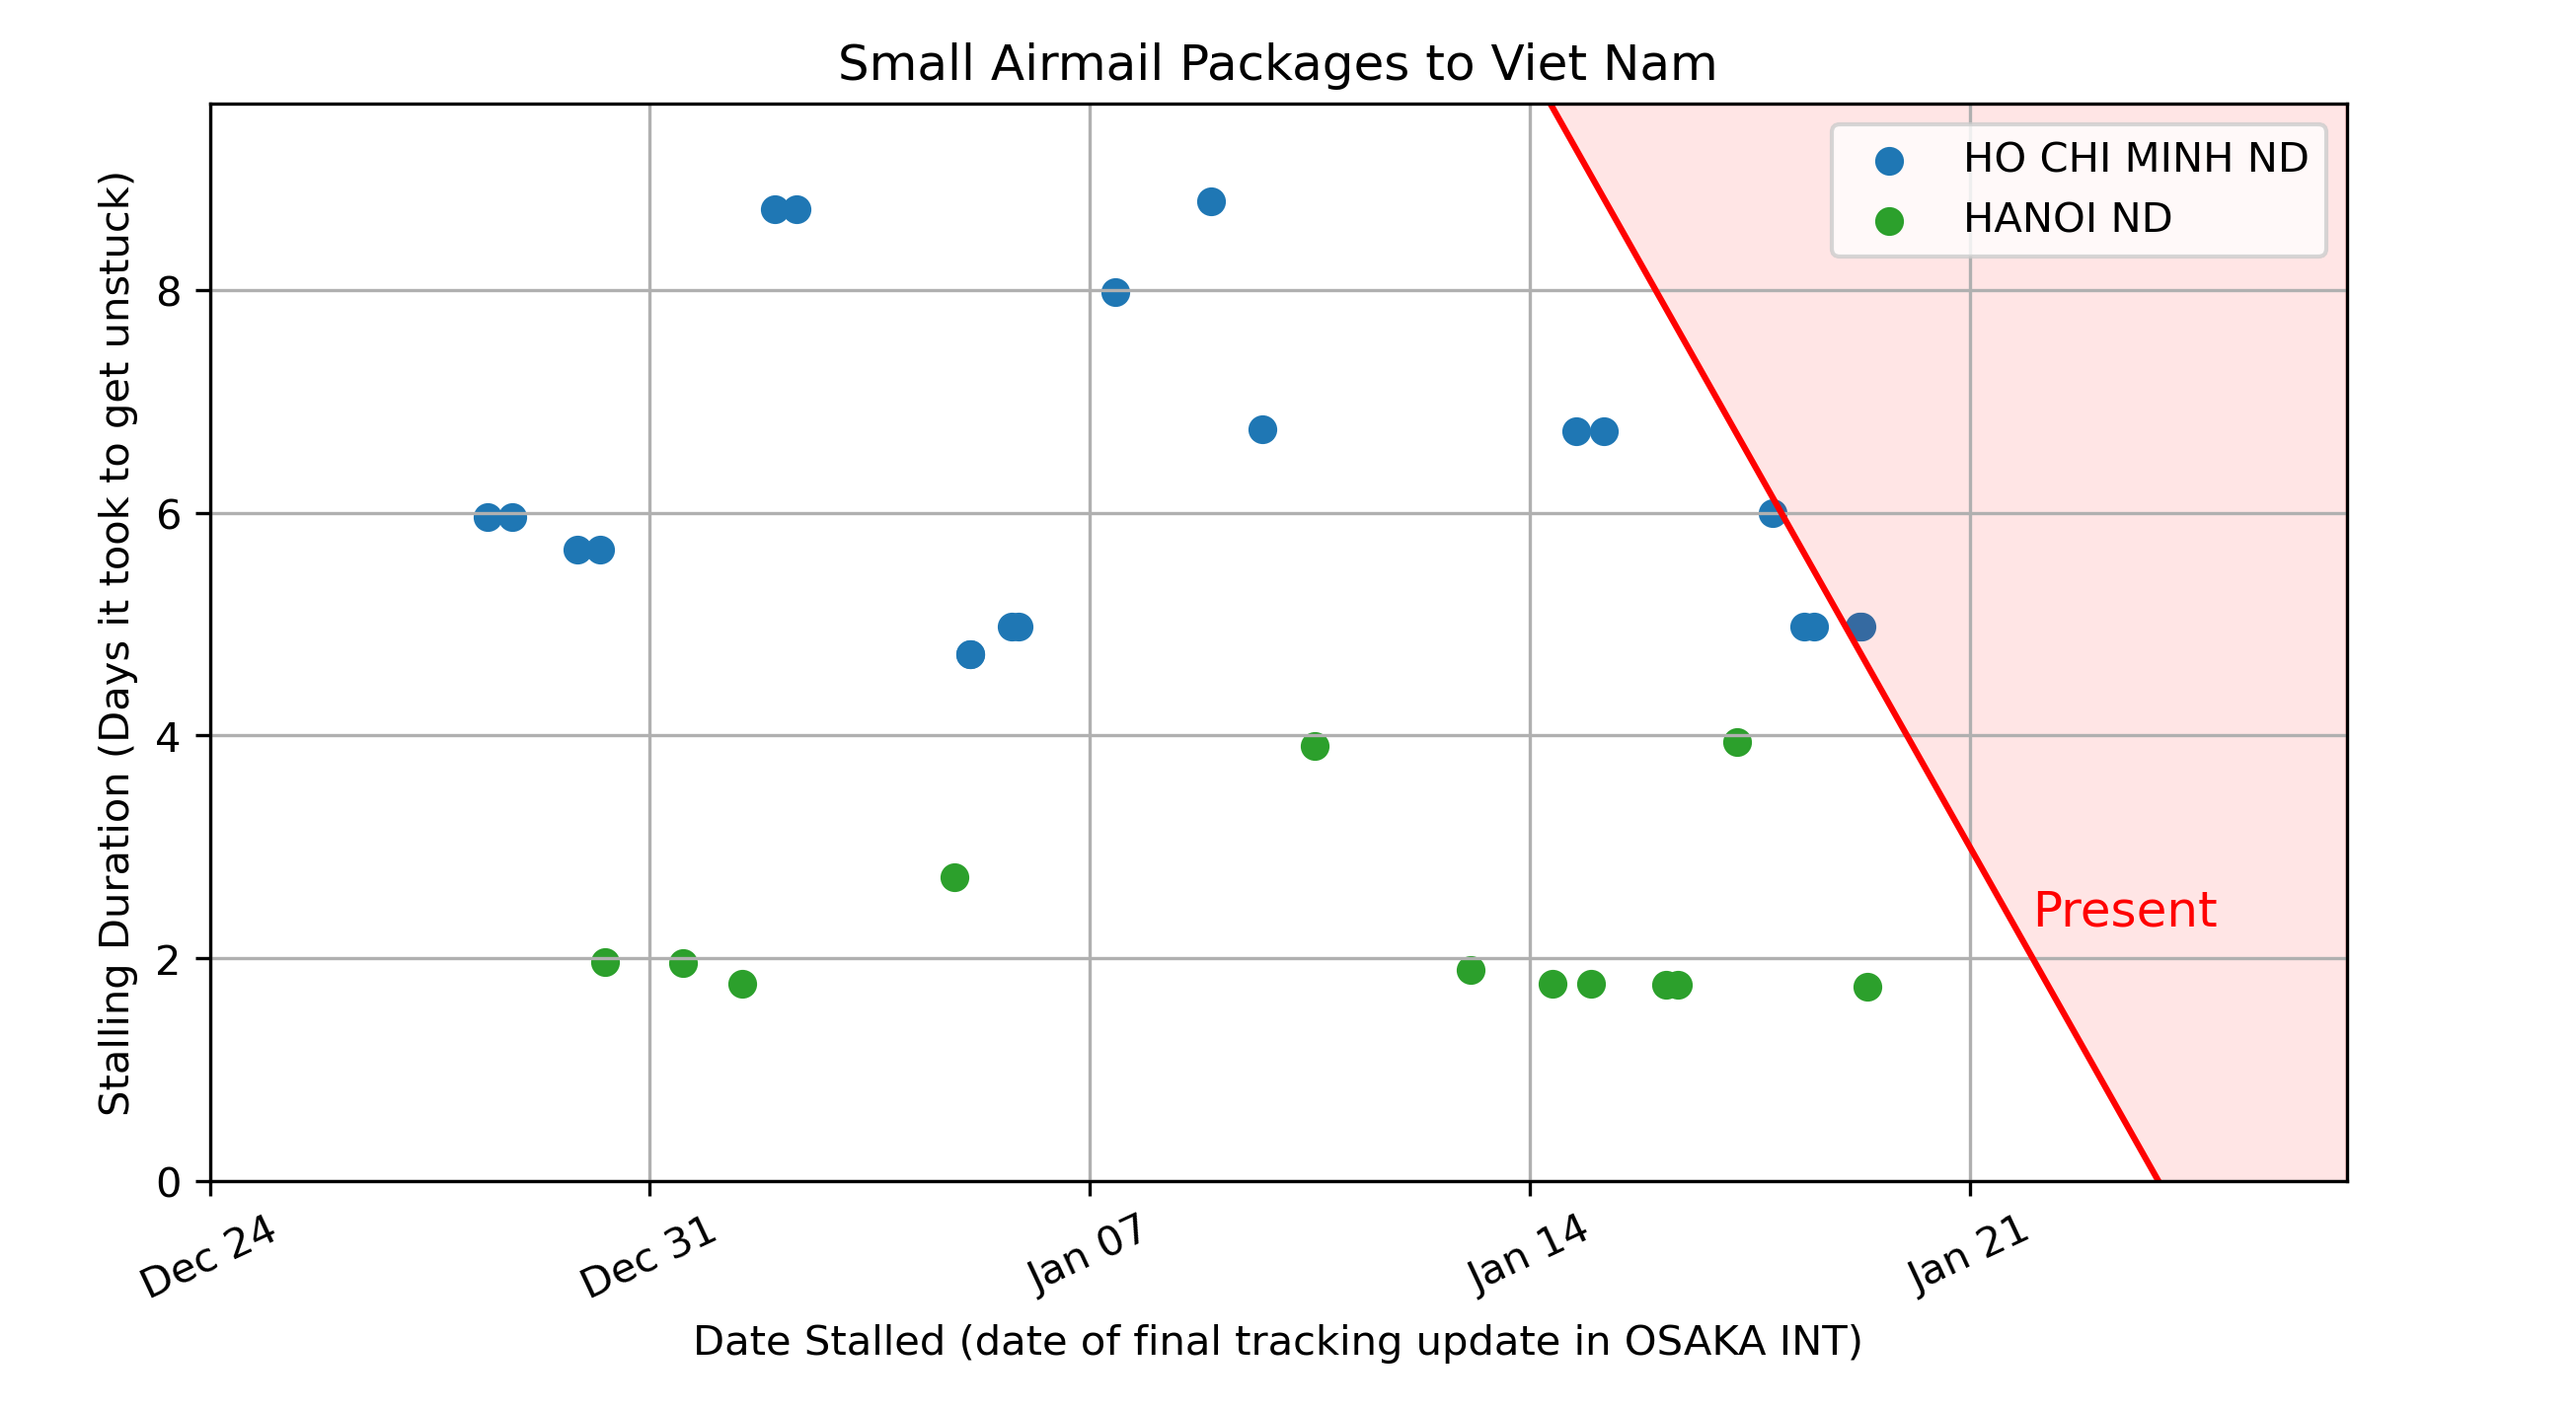 Small Airmail Packages to Viet Nam
HO CHI MINH ND
HANOI ND
Stalling Duration (Days it took to get unstuck)
8
6
4
2
0
Present
Dec 24
Dec 31
Jan 07
Jan 14
Jan 21
Date Stalled (date of final tracking update in OSAKA INT)